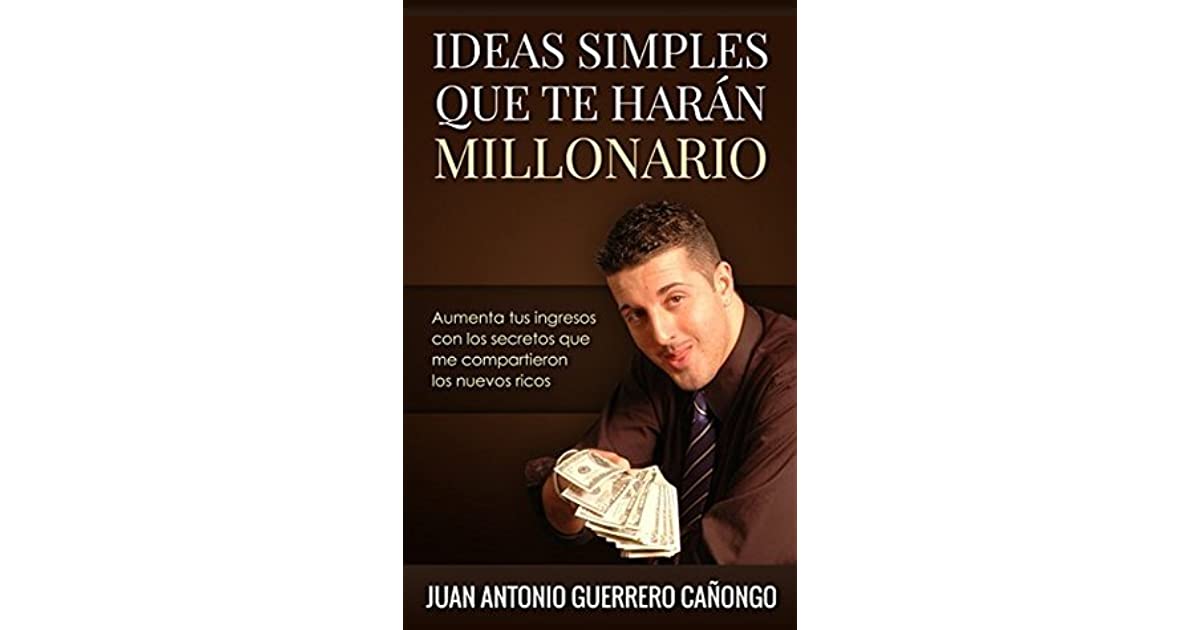 IDEAS SIMPLES
QUE TE HARÁN
MILLONARIO
Aumenta tus ingresos
con los secretos que
me compartieron
los nuevos ricos
JUAN ANTONIO GUERRERO CAÑONGO